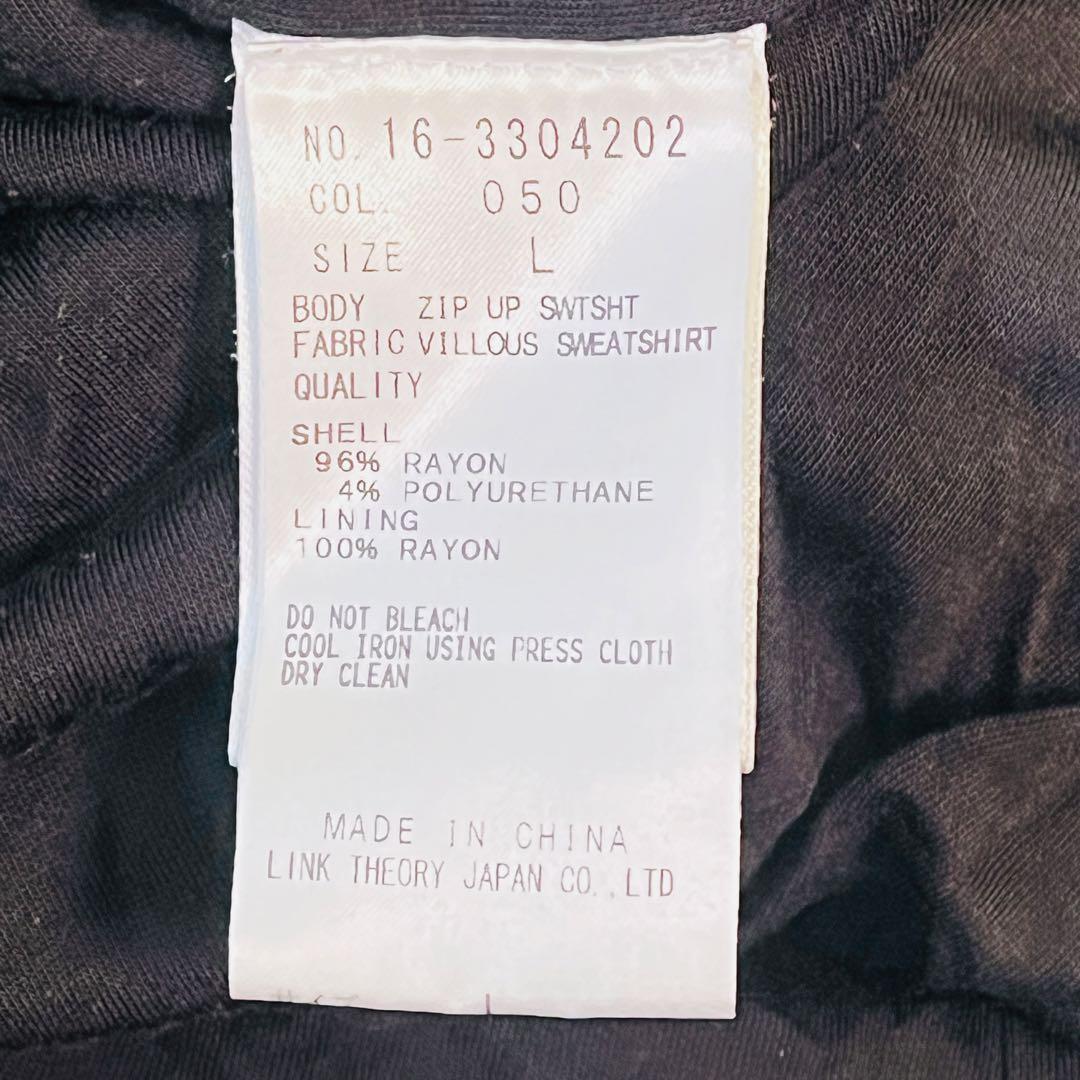 NO. 16-3304202
COL. 050
SIZE L
BODY ZIP UP SWTSHT
FABRIC VILLOUS SWEATSHIRT
QUALITY
SHELL
96% RAYON
4% POLYURETHANE
LINING
100% RAYON
DO NOT BLEACH
COOL IRON USING PRESS CLOTH
DRY CLEAN
MADE IN CHINA
LINK THEORY JAPAN CO.,LTD